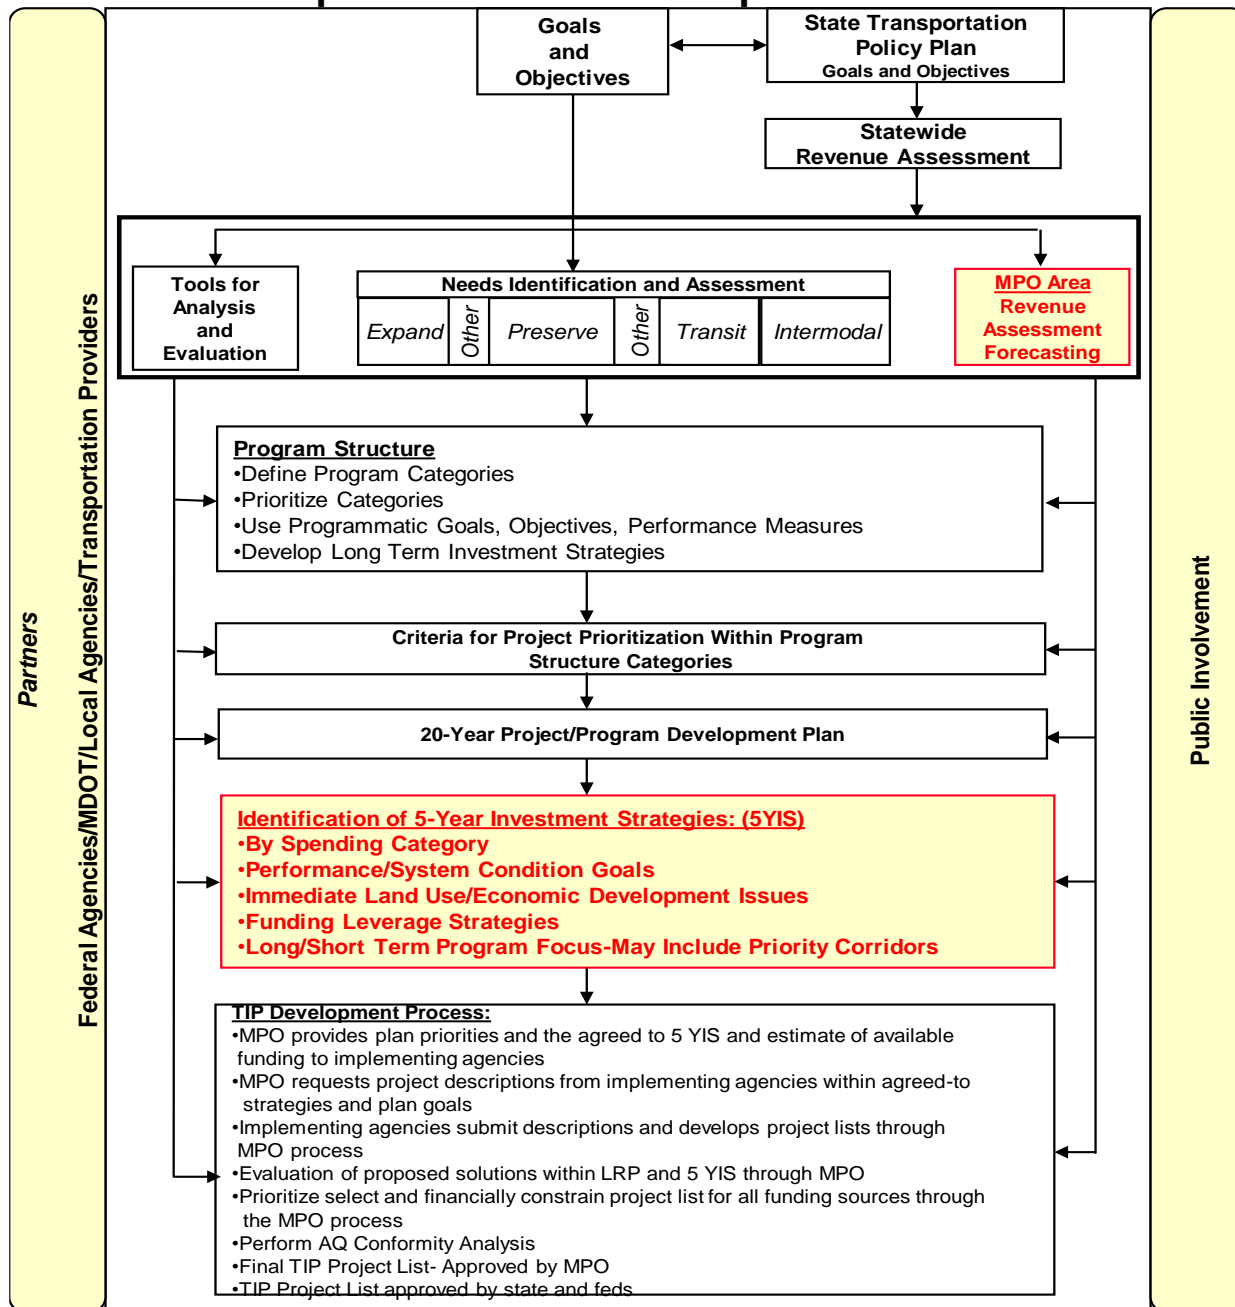 Goals
and
Objectives
State Transportation
Policy Plan
Goals and Objectives
Statewide
Revenue Assessment
Tools for
Analysis
and
Evaluation
Needs Identification and Assessment
Expand
Other
Preserve
Other
Transit
Intermodal
MPO Area
Revenue
Assessment
Forecasting
Program Structure
•Define Program Categories
•Prioritize Categories
•Use Programmatic Goals, Objectives, Performance Measures
•Develop Long Term Investment Strategies
Criteria for Project Prioritization Within Program
Structure Categories
20-Year Project/Program Development Plan
Identification of 5-Year Investment Strategies: (5YIS)
•By Spending Category
•Performance/System Condition Goals
•Immediate Land Use/Economic Development Issues
•Funding Leverage Strategies
•Long/Short Term Program Focus-May Include Priority Corridors
TIP Development Process:
•MPO provides plan priorities and the agreed to 5 YIS and estimate of available
funding to implementing agencies
•MPO requests project descriptions from implementing agencies within agreed-to
strategies and plan goals
•Implementing agencies submit descriptions and develops project lists through
MPO process
•Evaluation of proposed solutions within LRP and 5 YIS through MPO
•Prioritize select and financially constrain project list for all funding sources through
the MPO process
•Perform AQ Conformity Analysis
•Final TIP Project List- Approved by MPO
•TIP Project List approved by state and feds
Partners
Federal Agencies/MDOT/Local Agencies/Transportation Providers
Public Involvement